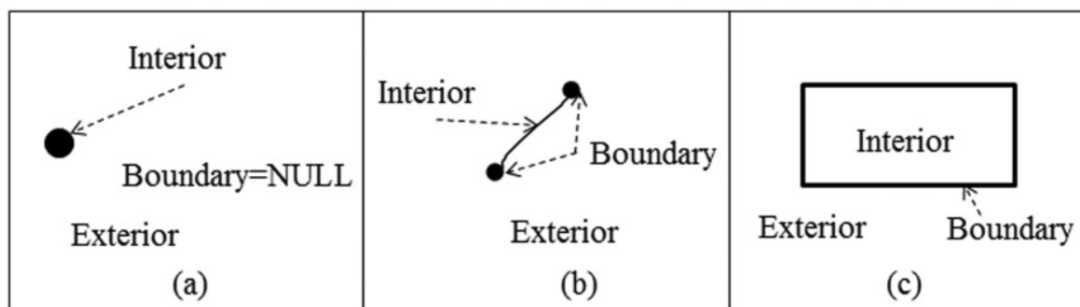 Interior
Boundary=NULL
Exterior
(a)
Interior
Boundary
Exterior
(b)
Interior
Exterior
Boundary
(c)